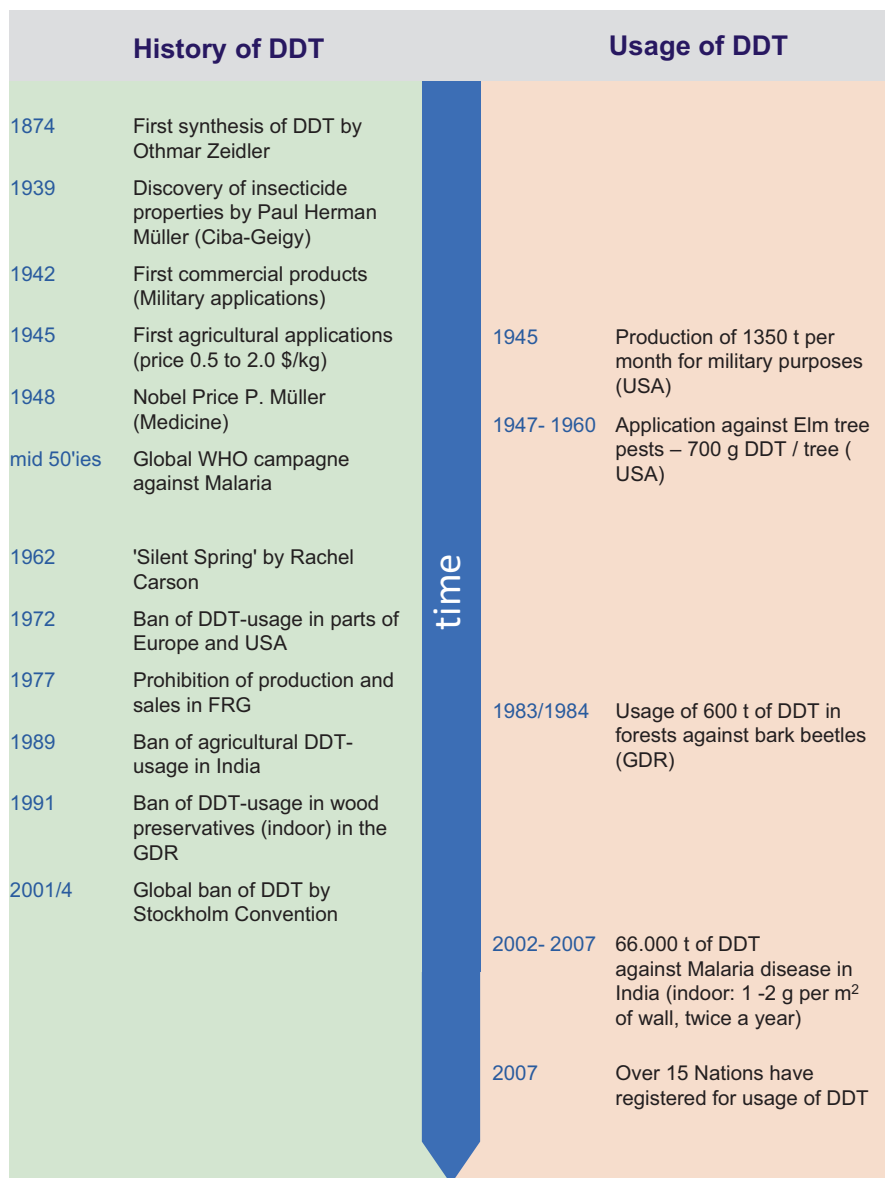 History of DDT
Usage of DDT
1874
First synthesis of DDT by
Othmar Zeidler
1939
Discovery of insecticide
properties by Paul Herman
Müller (Ciba-Geigy)
1942
First commercial products
(Military applications)
1945
First agricultural applications
(price 0.5 to 2.0 $/kg)
1948
Nobel Price P. Müller
(Medicine)
mid 50'ies
Global WHO campagne
against Malaria
1962
'Silent Spring' by Rachel
Carson
1972
Ban of DDT-usage in parts of
Europe and USA
1977
Prohibition of production and
sales in FRG
1989
Ban of agricultural DDT-
usage in India
1991
Ban of DDT-usage in wood
preservatives (indoor) in the
GDR
2001/4
Global ban of DDT by
Stockholm Convention
time
1945
Production of 1350 t per
month for military purposes
(USA)
1947- 1960
Application against Elm tree
pests – 700 g DDT / tree (
USA)
1983/1984
Usage of 600 t of DDT in
forests against bark beetles
(GDR)
2002- 2007
66.000 t of DDT
against Malaria disease in
India (indoor: 1 -2 g per m²
of wall, twice a year)
2007
Over 15 Nations have
registered for usage of DDT